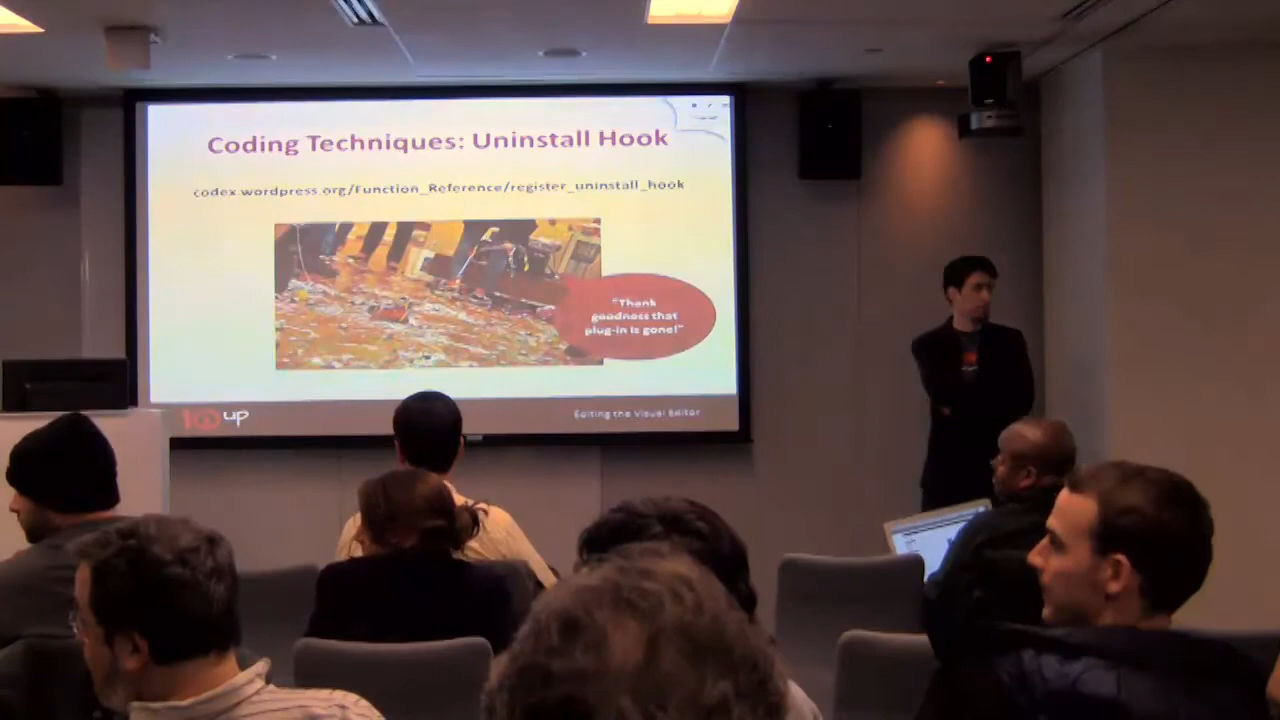 Coding Techniques: Uninstall Hook
codex.wordpress.org/Function_Reference/register_uninstall_hook
"Thank
goodness that
plug-in is gone!"
10up
Editing the Visual Editor